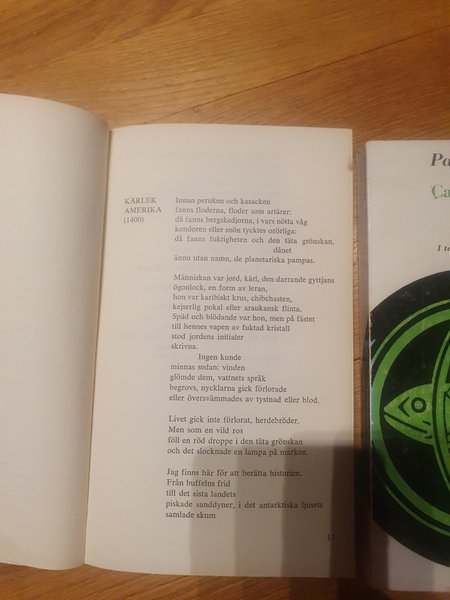 KÄRLEK
AMERIKA
(1400)
Innan peruken och kasacken
fanns floderna, floder som artärer:
då fanns bergskedjorna, i vars nötta våg
kondoren eller snön tycktes orörliga:
då fanns fuktigheten och den täta grönskan,
dånet
ännu utan namn, de planetariska pampas.
Människan var jord, kärl, den darrande gyttjans
ögonlock, en form av leran,
hon var karibiskt krus, chibchasten,
kejserlig pokal eller araukansk flinta.
Späd och blödande var hon, men på fästet
till hennes vapen av fuktad kristall
stod jordens initialer
skrivna.
Ingen kunde
minnas sedan: vinden
glömde dem, vattnets språk
begrovs, nycklarna gick förlorade
eller översvämmades av tystnad eller blod.
Livet gick inte förlorat, herdebröder.
Men som en vild ros
föll en röd droppe i den täta grönskan
och det slocknade en lampa på marken.
Jag finns här för att berätta historien.
Från buffelns frid
till det sista landets
piskade sanddyner, i det antarktiska ljusets
samlade skum
Pa
Ca
I